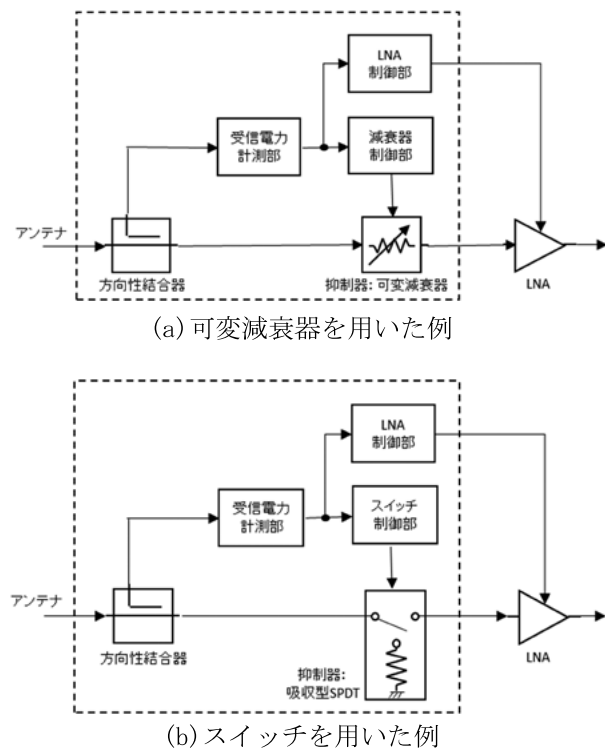 LNA
制御部
受信電力
計測部
減衰器
制御部
アンテナ
方向性結合器
抑制器: 可変減衰器
LNA
(a) 可変減衰器を用いた例
LNA
制御部
受信電力
計測部
スイッチ
制御部
アンテナ
方向性結合器
抑制器:
吸収型SPDT
LNA
(b) スイッチを用いた例